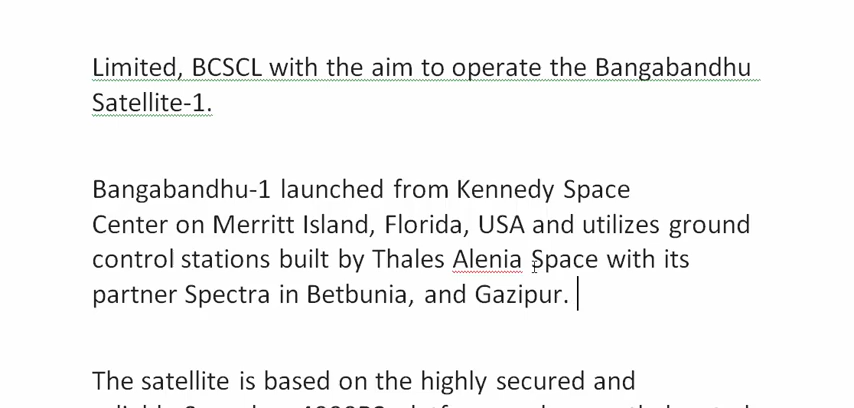 Limited, BCSCL with the aim to operate the Bangabandhu
Satellite-1.
Bangabandhu-1 launched from Kennedy Space
Center on Merritt Island, Florida, USA and utilizes ground
control stations built by Thales Alenia Space with its
partner Spectra in Betbunia, and Gazipur.
The satellite is based on the highly secured and